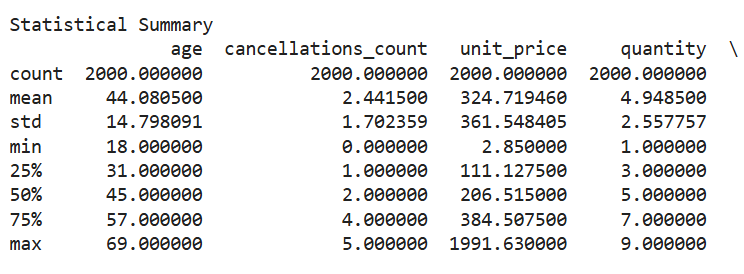 Statistical Summary
               age  cancellations_count   unit_price     quantity  \
count  2000.000000          2000.000000  2000.000000  2000.000000
mean     44.080500             2.441500   324.719460     4.948500
std      14.798091             1.702359   361.548405     2.557757
min      18.000000             0.000000     2.850000     1.000000
25%      31.000000             1.000000   111.127500     3.000000
50%      45.000000             2.000000   206.515000     5.000000
75%      57.000000             4.000000   384.507500     7.000000
max      69.000000             5.000000  1991.630000     9.000000